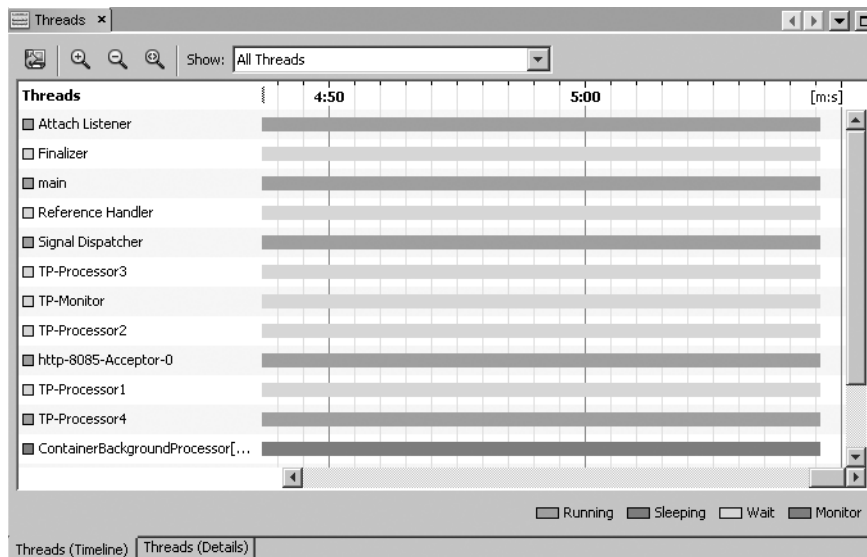 Threads ×
Show: All Threads
Threads 4:50 5:00 [m:s]
Attach Listener
Finalizer
main
Reference Handler
Signal Dispatcher
TP-Processor3
TP-Monitor
TP-Processor2
http-8085-Acceptor-0
TP-Processor1
TP-Processor4
ContainerBackgroundProcessor[...
Running Sleeping Wait Monitor
Threads (Timeline) Threads (Details)